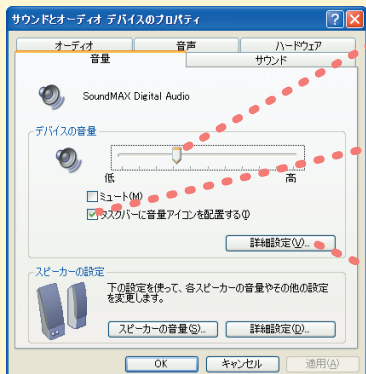 サウンドとオーディオ デバイスのプロパティ
オーディオ
音声
ハードウェア
音量
サウンド
SoundMAX Digital Audio
デバイスの音量
低
高
ミュート(M)
タスクバーに音量アイコンを配置する(I)
詳細設定(V)...
スピーカーの設定
下の設定を使って、各スピーカーの音量やその他の設定
を変更します。
スピーカーの音量(S)...
詳細設定(D)...
OK
キャンセル
適用(A)